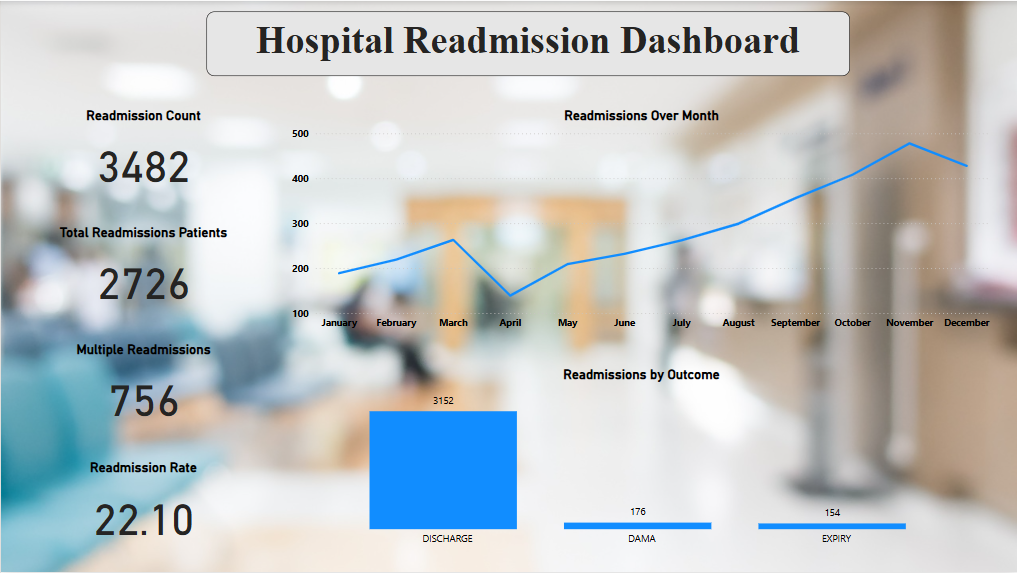 Hospital Readmission Dashboard
Readmission Count
3482
Total Readmissions Patients
2726
Multiple Readmissions
756
Readmission Rate
22.10
Readmissions Over Month
500
400
300
200
100
January February March April May June July August September October November December
Readmissions by Outcome
3152
176
154
DISCHARGE DAMA EXPIRY